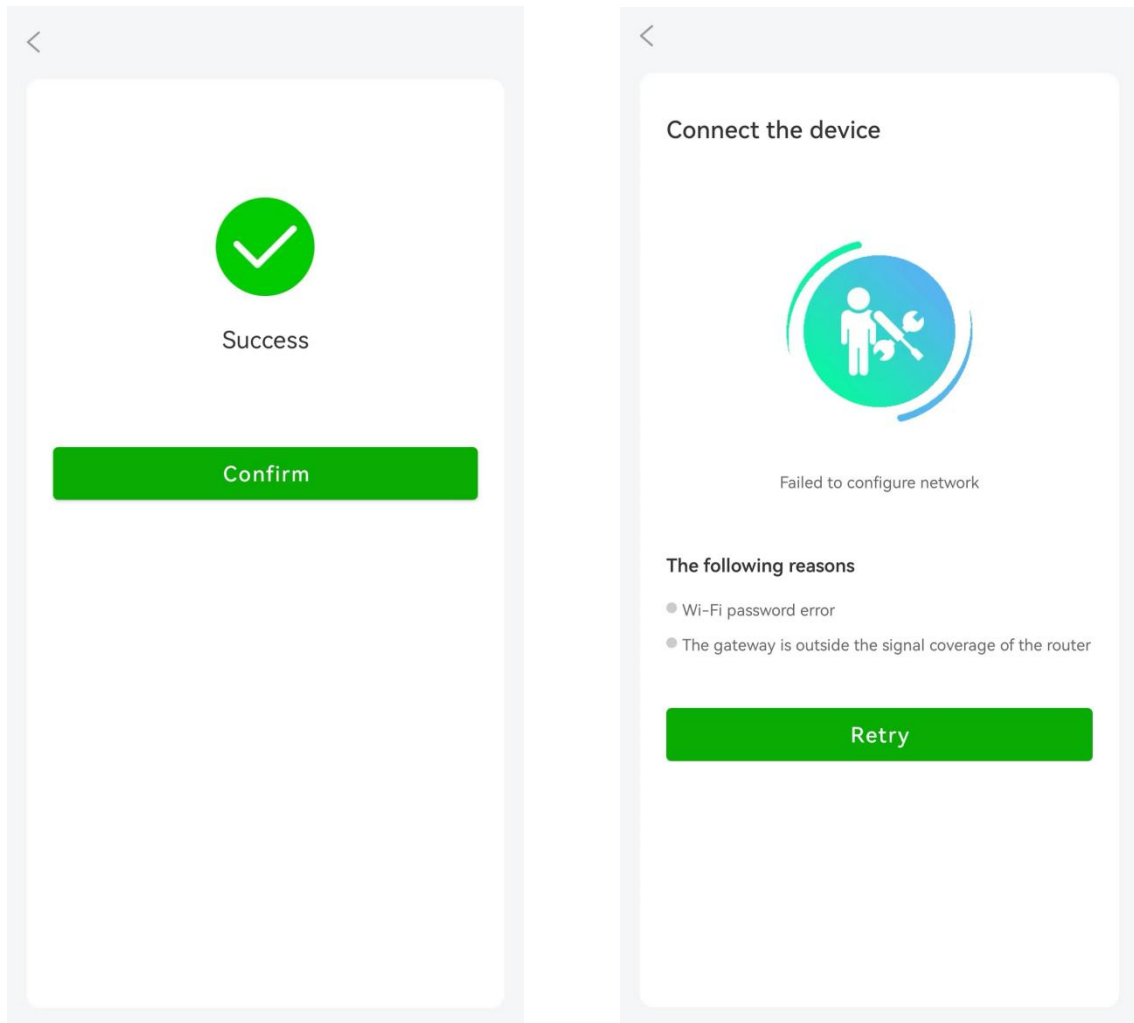 Success
Confirm
Connect the device
Failed to configure network
The following reasons
Wi-Fi password error
The gateway is outside the signal coverage of the router
Retry